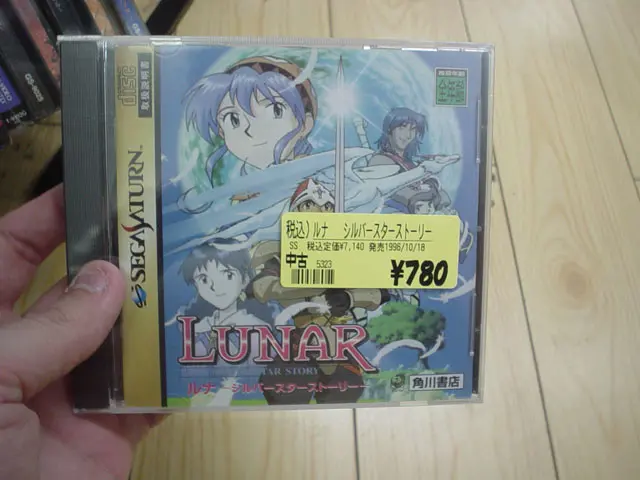 disc
取扱説明書
SEGA SATURN
税込)ルナ シルバースターストーリー
SS 税込定価¥7,140 発売1996/10/18
中古 5323
¥780
LUNAR
STAR STORY
ルナ ーシルバースターストーリーー
角川書店